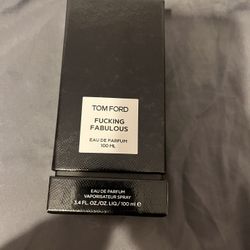 TOM FORD
FUCKING
FABULOUS
EAU DE PARFUM
100 ML
EAU DE PARFUM
VAPORISATEUR SPRAY
3.4 FL.OZ./OZ. LIQ./100 ml ℮